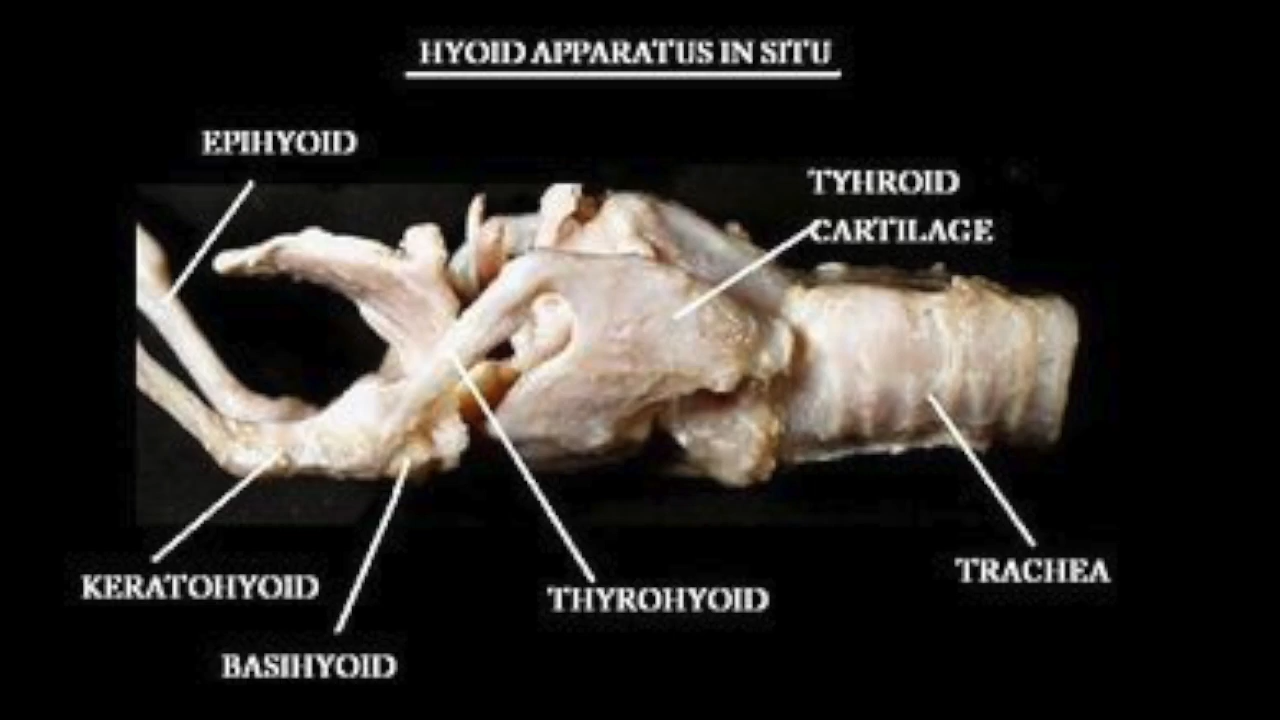 HYOID APPARATUS IN SITU
EPIHYOID
TYHROID
CARTILAGE
KERATOHYOID
BASIHYOID
THYROHYOID
TRACHEA